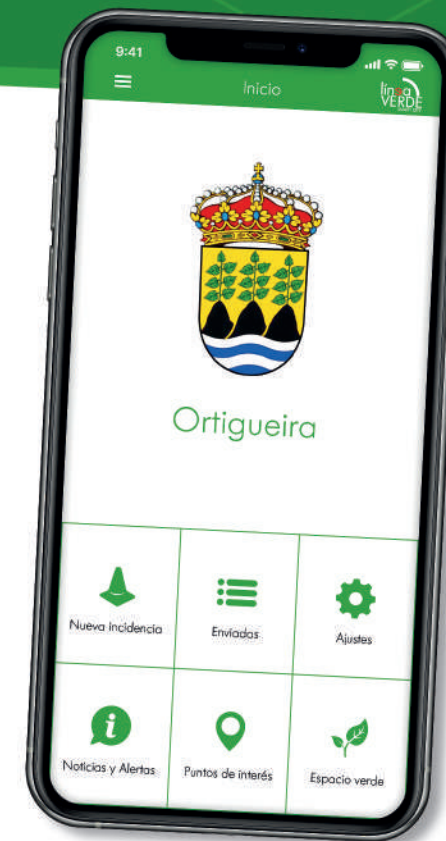 9:41
Inicio
línea
VERDE
Ortigueira
Nueva incidencia
Enviadas
Ajustes
Noticias y Alertas
Puntos de interés
Espacio verde